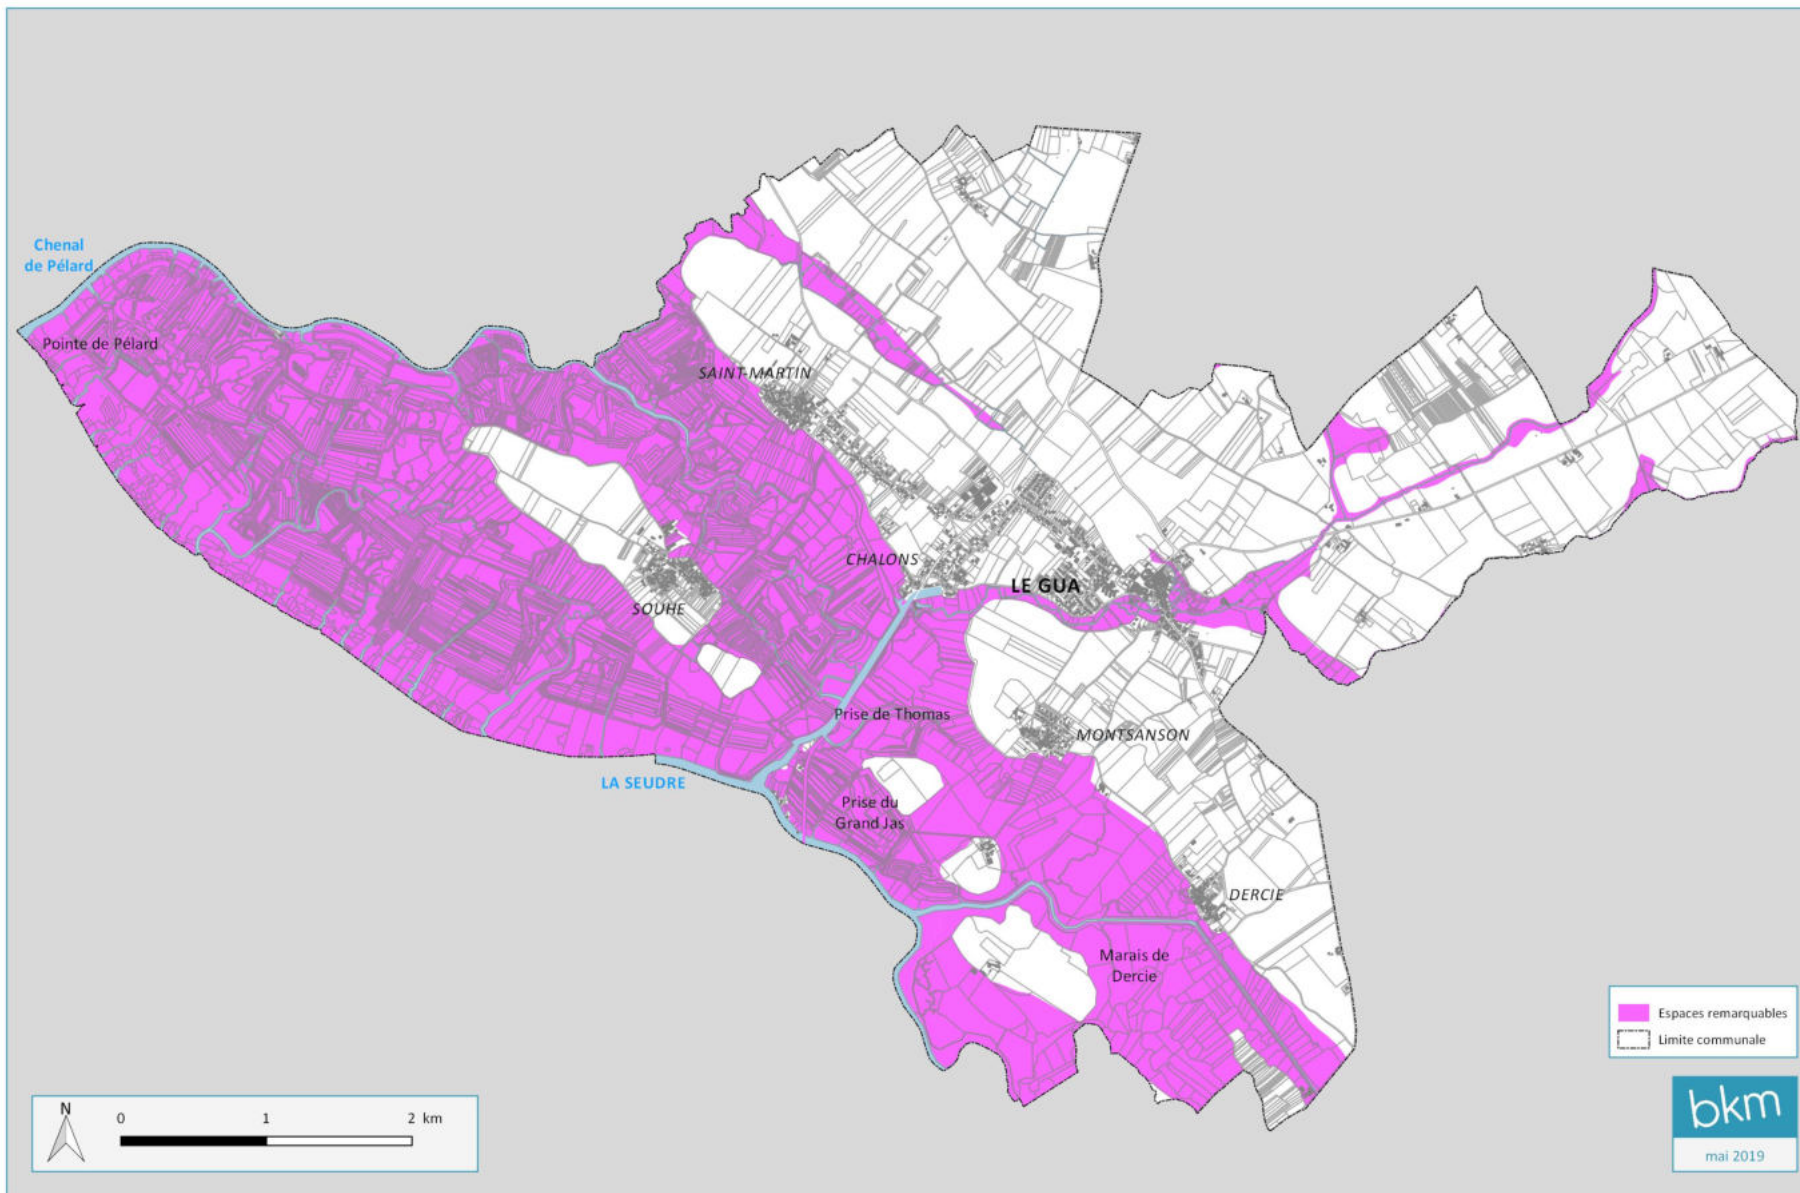 Chenal
de Pélard
Pointe de Pélard
SAINT-MARTIN
CHALONS
LE GUA
SOUHE
Prise de Thomas
MONTSANSON
LA SEUDRE
Prise du
Grand Jas
DERCIE
Marais de
Dercie
Espaces remarquables
Limite communale
N
0 1 2 km
bkm
mai 2019